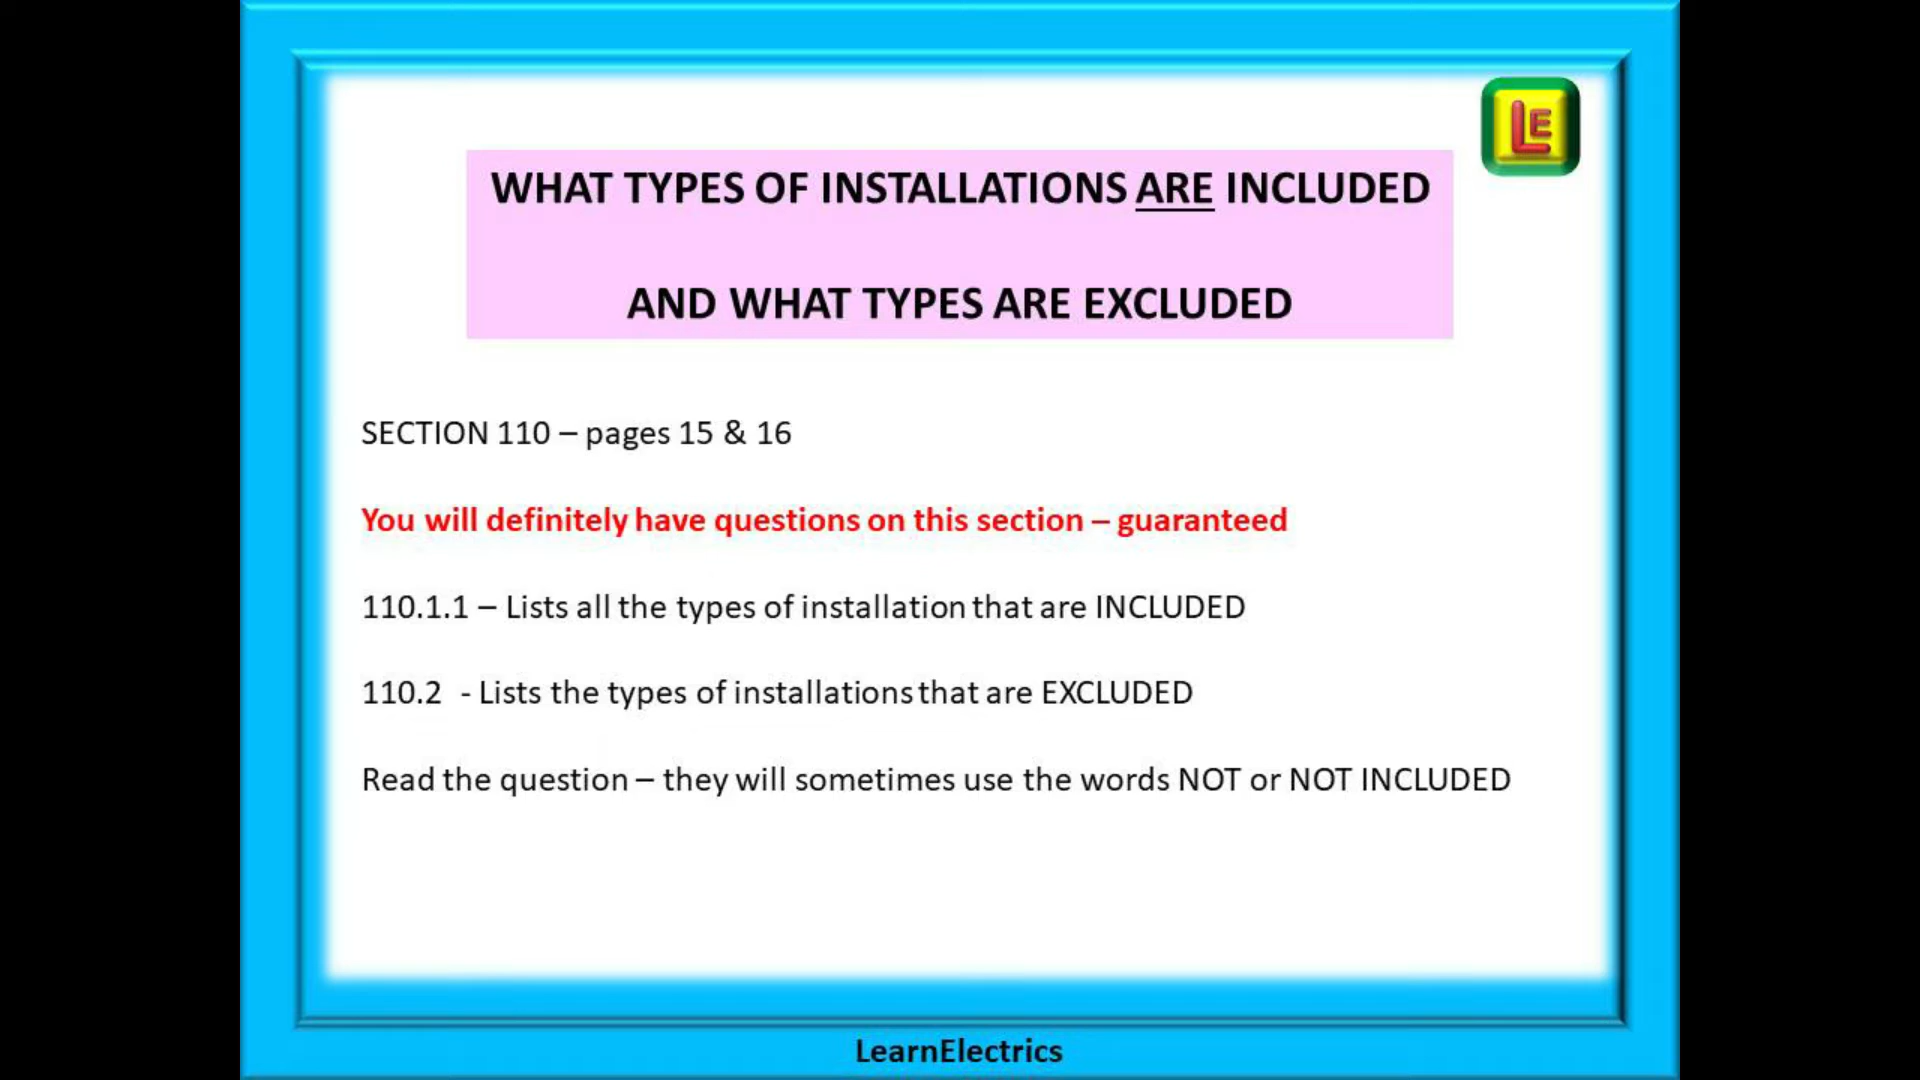 LE
WHAT TYPES OF INSTALLATIONS ARE INCLUDED
AND WHAT TYPES ARE EXCLUDED
SECTION 110 – pages 15 & 16
You will definitely have questions on this section – guaranteed
110.1.1 – Lists all the types of installation that are INCLUDED
110.2 - Lists the types of installations that are EXCLUDED
Read the question – they will sometimes use the words NOT or NOT INCLUDED
LearnElectrics